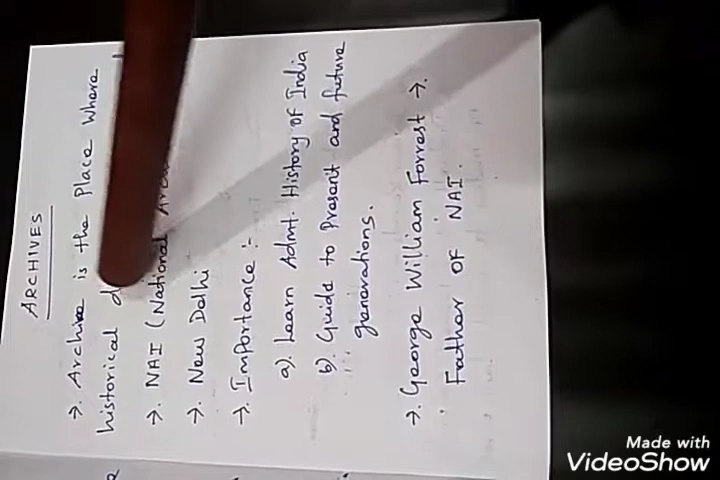 ARCHIVES
→. Archive is the Place Where
historical
→. NAI (National
→. New Delhi
→. Importance :-
a). Learn Admt. History of India
b). Guide to Present and future
generations.
→. George William Forrest →.
Father of NAI.
Made with
VideoShow